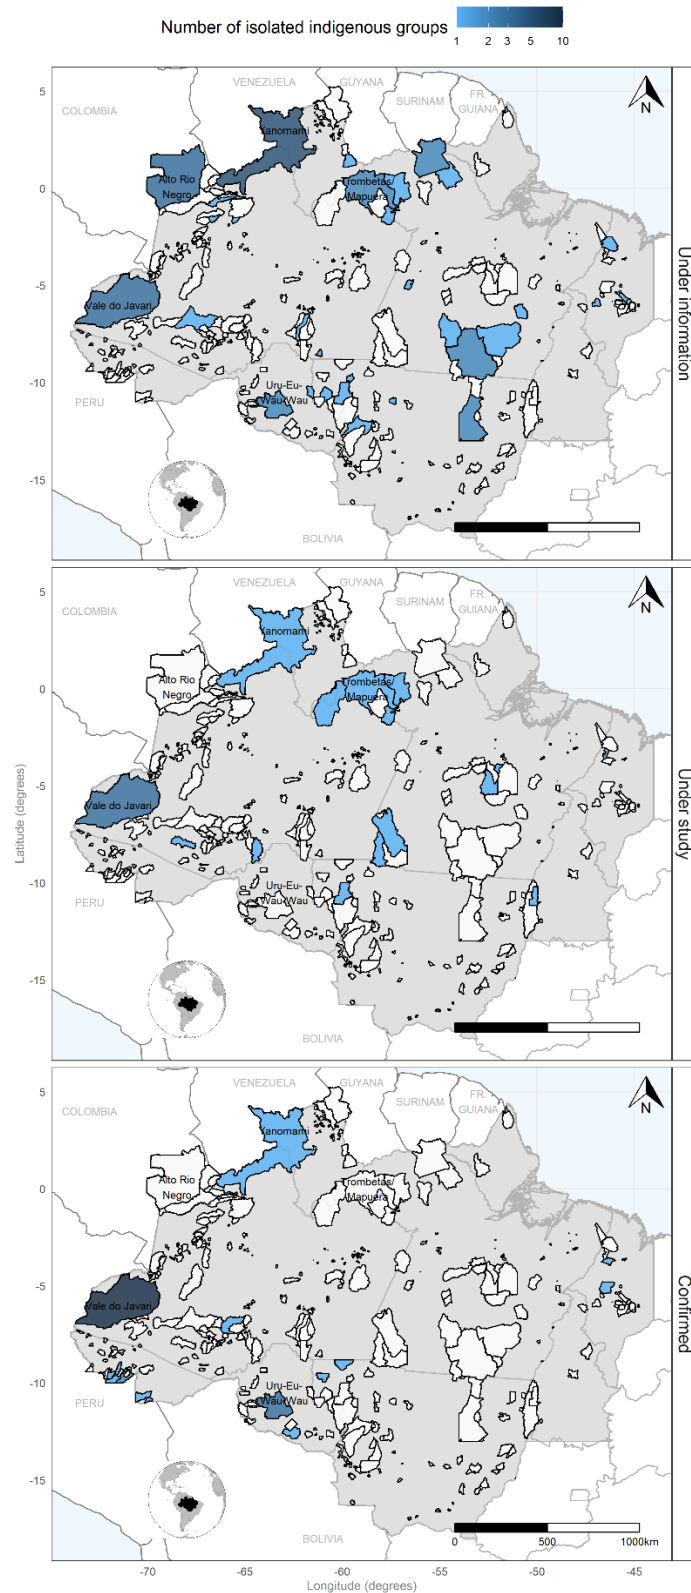 Number of isolated indigenous groups
1 2 3 5 10
VENEZUELA
GUYANA
COLOMBIA
SURINAM
FR.
GUIANA
N
5
Yanomami
Alto Rio
Negro
Trombetas/
Mapuera
0
-5
Vale do Javari
Uru-Eu-
Wau-Wau
-10
PERU
-15
BOLIVIA
Under information
VENEZUELA
GUYANA
COLOMBIA
SURINAM
FR.
GUIANA
N
5
Yanomami
Alto Rio
Negro
Trombetas/
Mapuera
0
-5
Vale do Javari
Uru-Eu-
Wau-Wau
-10
PERU
-15
BOLIVIA
Under study
Latitude (degrees)
VENEZUELA
GUYANA
COLOMBIA
SURINAM
FR.
GUIANA
N
5
Yanomami
Alto Rio
Negro
Trombetas/
Mapuera
0
-5
Vale do Javari
Uru-Eu-
Wau-Wau
-10
PERU
-15
BOLIVIA
0 500 1000km
Confirmed
-70 -65 -60 -55 -50 -45
Longitude (degrees)